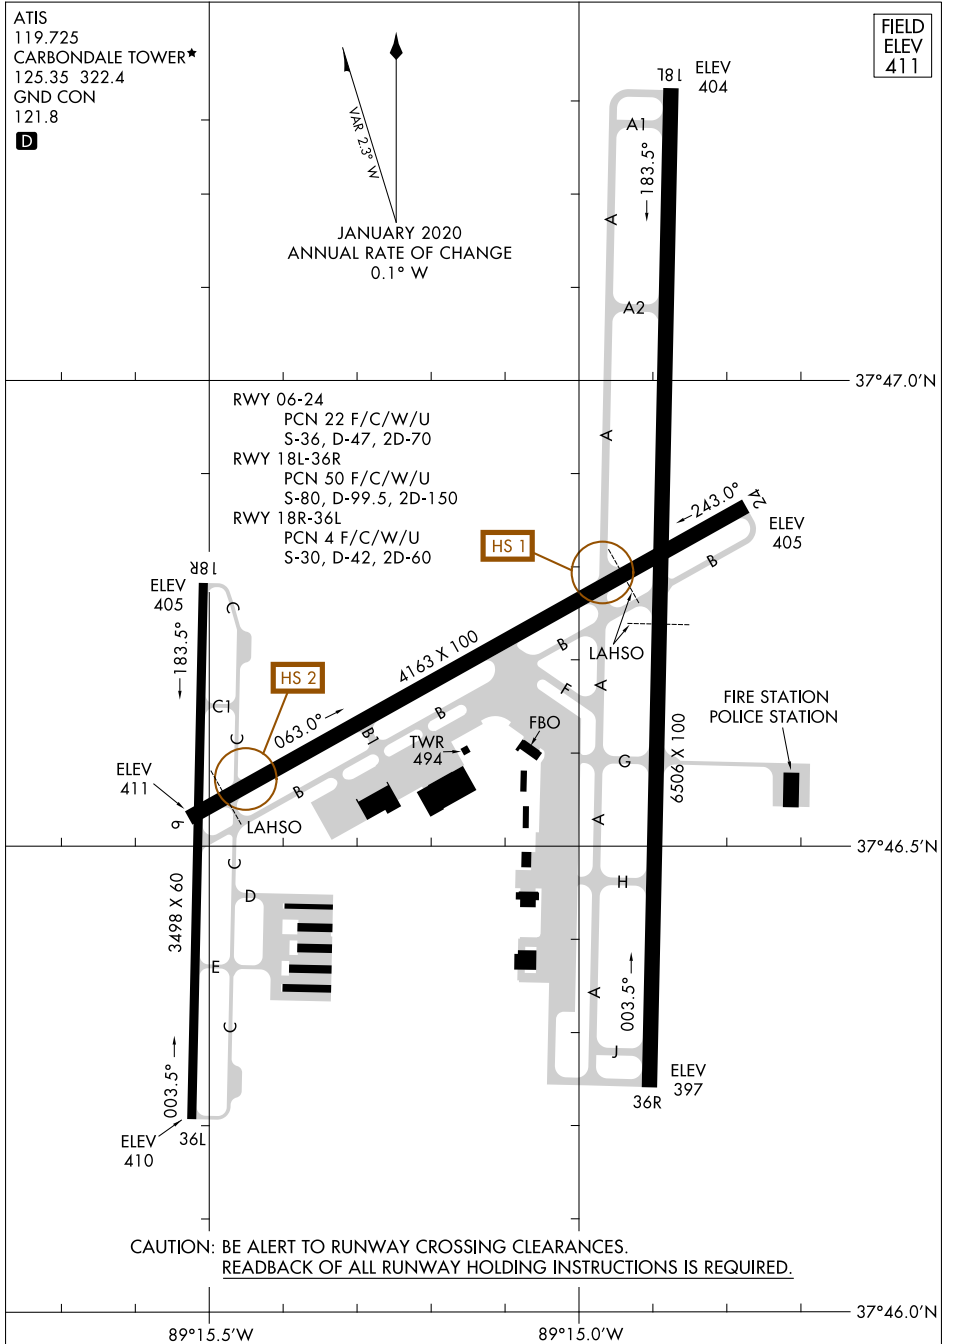 ATIS
119.725
CARBONDALE TOWER★
125.35 322.4
GND CON
121.8
D
FIELD
ELEV
411
VAR 2.3° W
JANUARY 2020
ANNUAL RATE OF CHANGE
0.1° W
18L
ELEV
404
A1
183.5°
A
A2
37°47.0'N
RWY 06-24
PCN 22 F/C/W/U
S-36, D-47, 2D-70
RWY 18L-36R
PCN 50 F/C/W/U
S-80, D-99.5, 2D-150
RWY 18R-36L
PCN 4 F/C/W/U
S-30, D-42, 2D-60
A
243.0°
24
ELEV
405
HS 1
B
18R
ELEV
405
C
183.5°
4163 X 100
B
LAHSO
HS 2
F
A
C1
C
063.0°
B1
B
TWR
494
FBO
FIRE STATION
POLICE STATION
G
6506 X 100
ELEV
411
B
6
LAHSO
A
37°46.5'N
C
H
D
3498 X 60
E
A
003.5°
C
J
003.5°
ELEV
397
36R
ELEV
410
36L
CAUTION: BE ALERT TO RUNWAY CROSSING CLEARANCES.
READBACK OF ALL RUNWAY HOLDING INSTRUCTIONS IS REQUIRED.
37°46.0'N
89°15.5'W
89°15.0'W